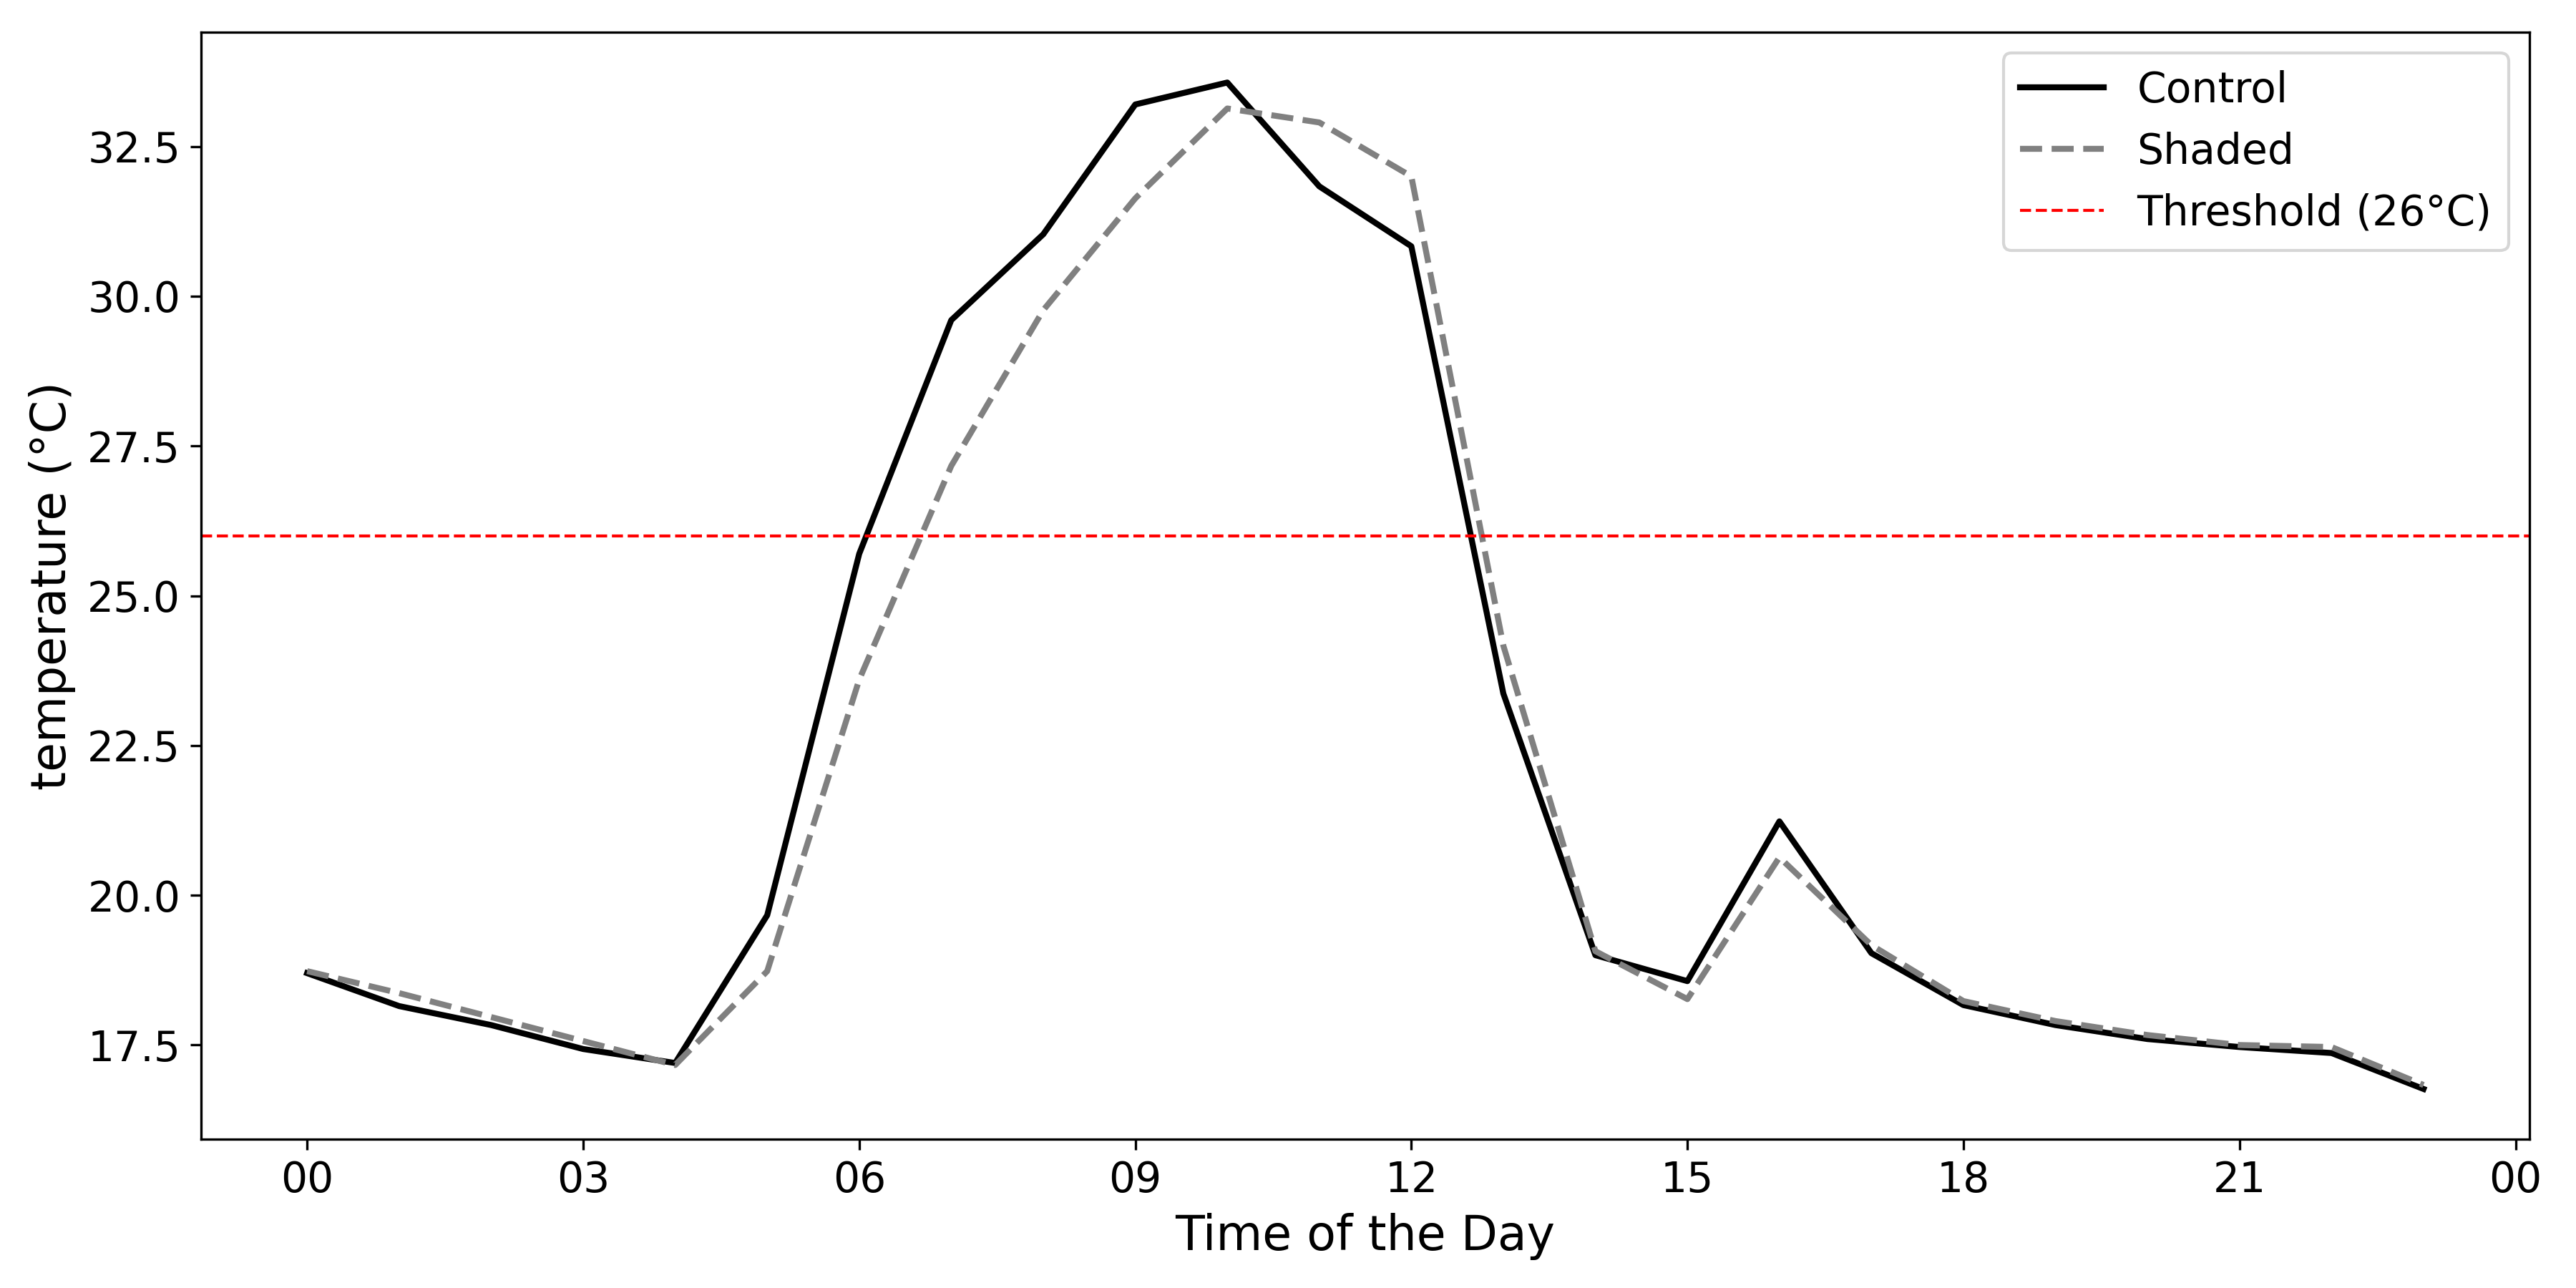 Control
Shaded
Threshold (26°C)
32.5
30.0
27.5
25.0
22.5
20.0
17.5
temperature (°C)
00 03 06 09 12 15 18 21 00
Time of the Day